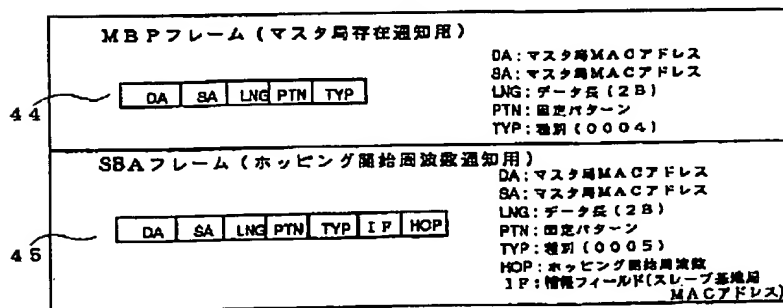 MBPフレーム(マスタ局存在通知用)
DA:マスタ局MACアドレス
SA:マスタ局MACアドレス
LNG:データ長(2B)
PTN:固定パターン
TYP:種別(0004)
DA SA LNG PTN TYP
44
SBAフレーム(ホッピング開始周波数通知用)
DA:マスタ局MACアドレス
SA:マスタ局MACアドレス
LNG:データ長(2B)
PTN:固定パターン
TYP:種別(0005)
HOP:ホッピング開始周波数
IF:情報フィールド(スレーブ基地局
MACアドレス)
DA SA LNG PTN TYP IF HOP
45